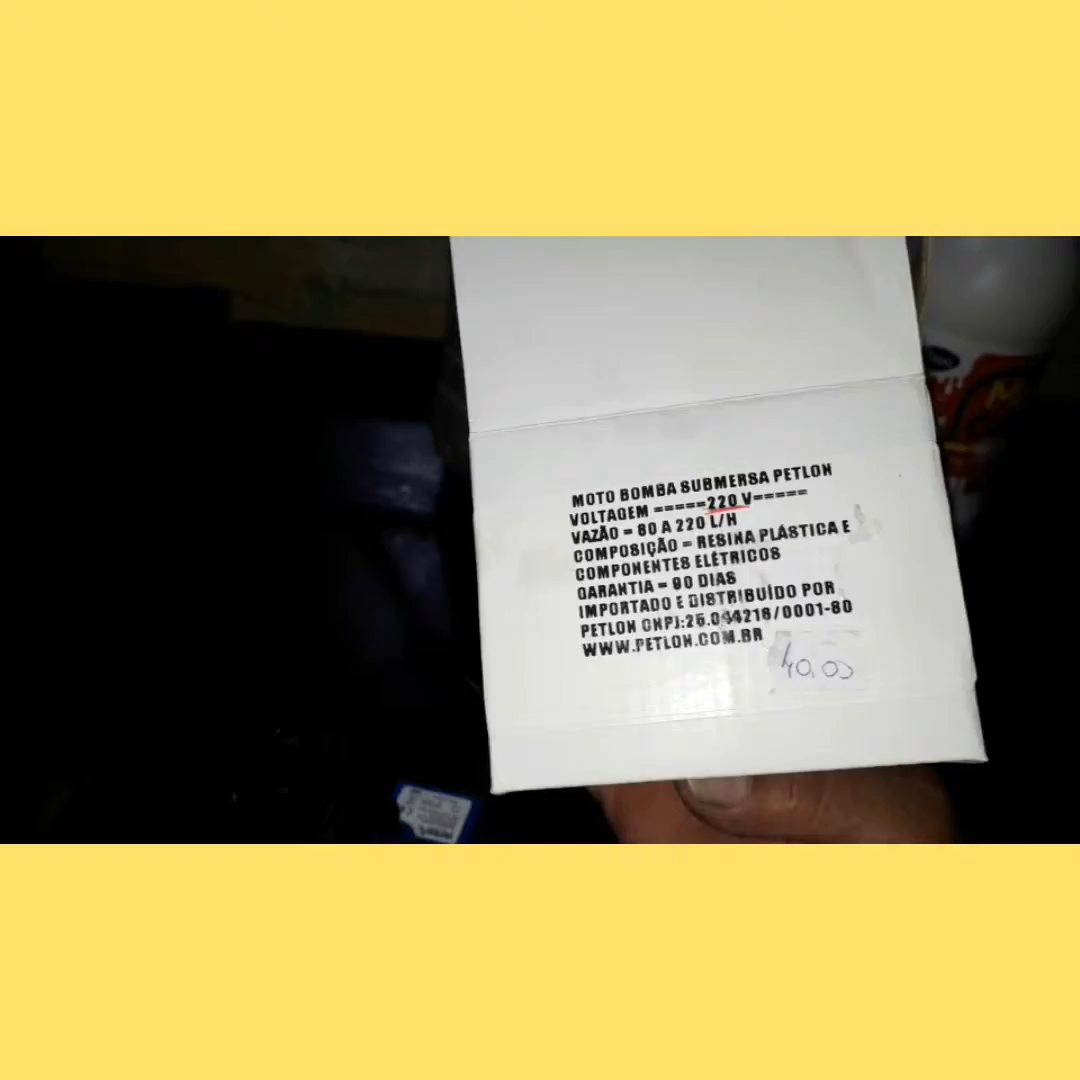 MOTO BOMBA SUBMERSA PETLON
VOLTAGEM =====220 V=====
VAZÃO = 80 A 220 L/H
COMPOSIÇÃO = RESINA PLÁSTICA E
COMPONENTES ELÉTRICOS
GARANTIA = 90 DIAS
IMPORTADO E DISTRIBUÍDO POR
PETLON CNPJ:26.044216/0001-80
WWW.PETLON.COM.BR
40,00